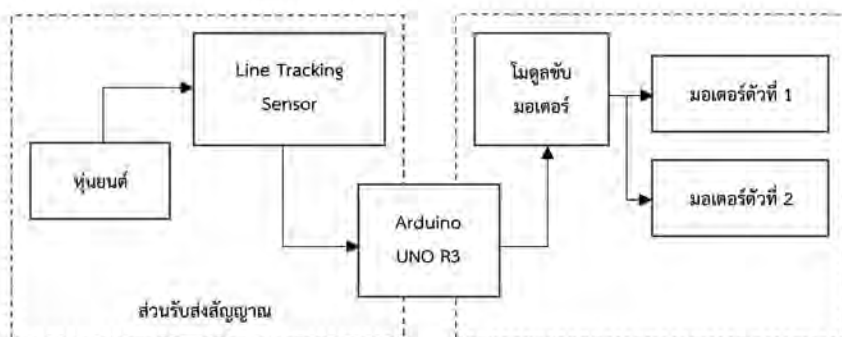 Line Tracking
Sensor
หุ่นยนต์
Arduino
UNO R3
ส่วนรับส่งสัญญาณ
โมดูลขับ
มอเตอร์
มอเตอร์ตัวที่ 1
มอเตอร์ตัวที่ 2